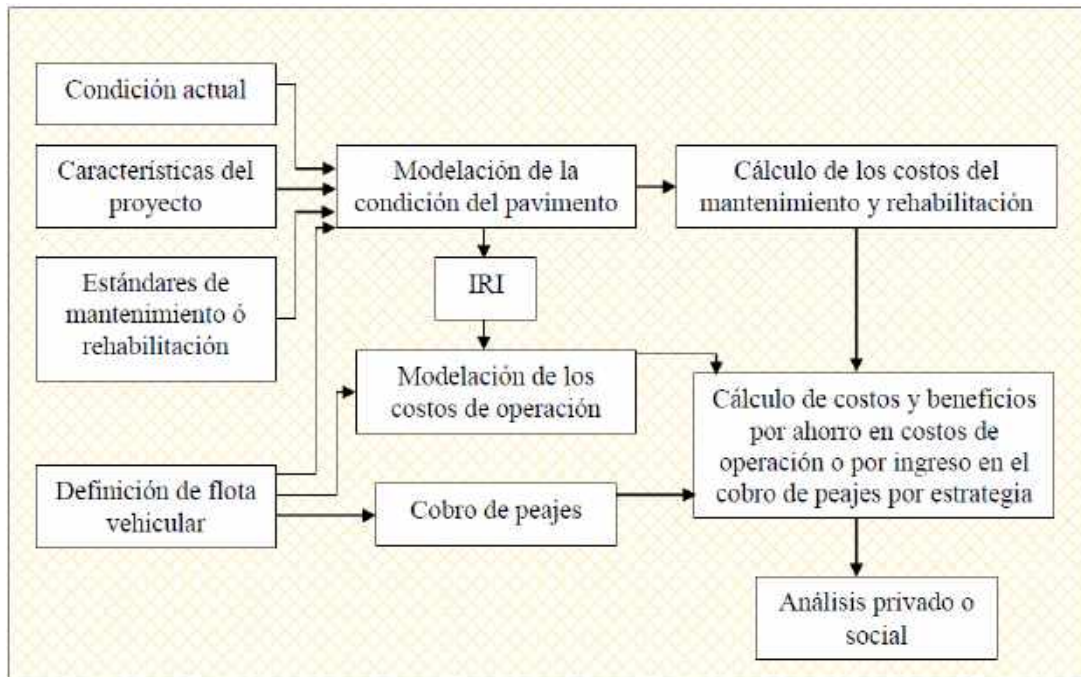 Condición actual
Características del
proyecto
Estándares de
mantenimiento ó
rehabilitación
Definición de flota
vehicular
Modelación de la
condición del pavimento
IRI
Modelación de los
costos de operación
Cobro de peajes
Cálculo de los costos del
mantenimiento y rehabilitación
Cálculo de costos y beneficios
por ahorro en costos de
operación o por ingreso en el
cobro de peajes por estrategia
Análisis privado o
social